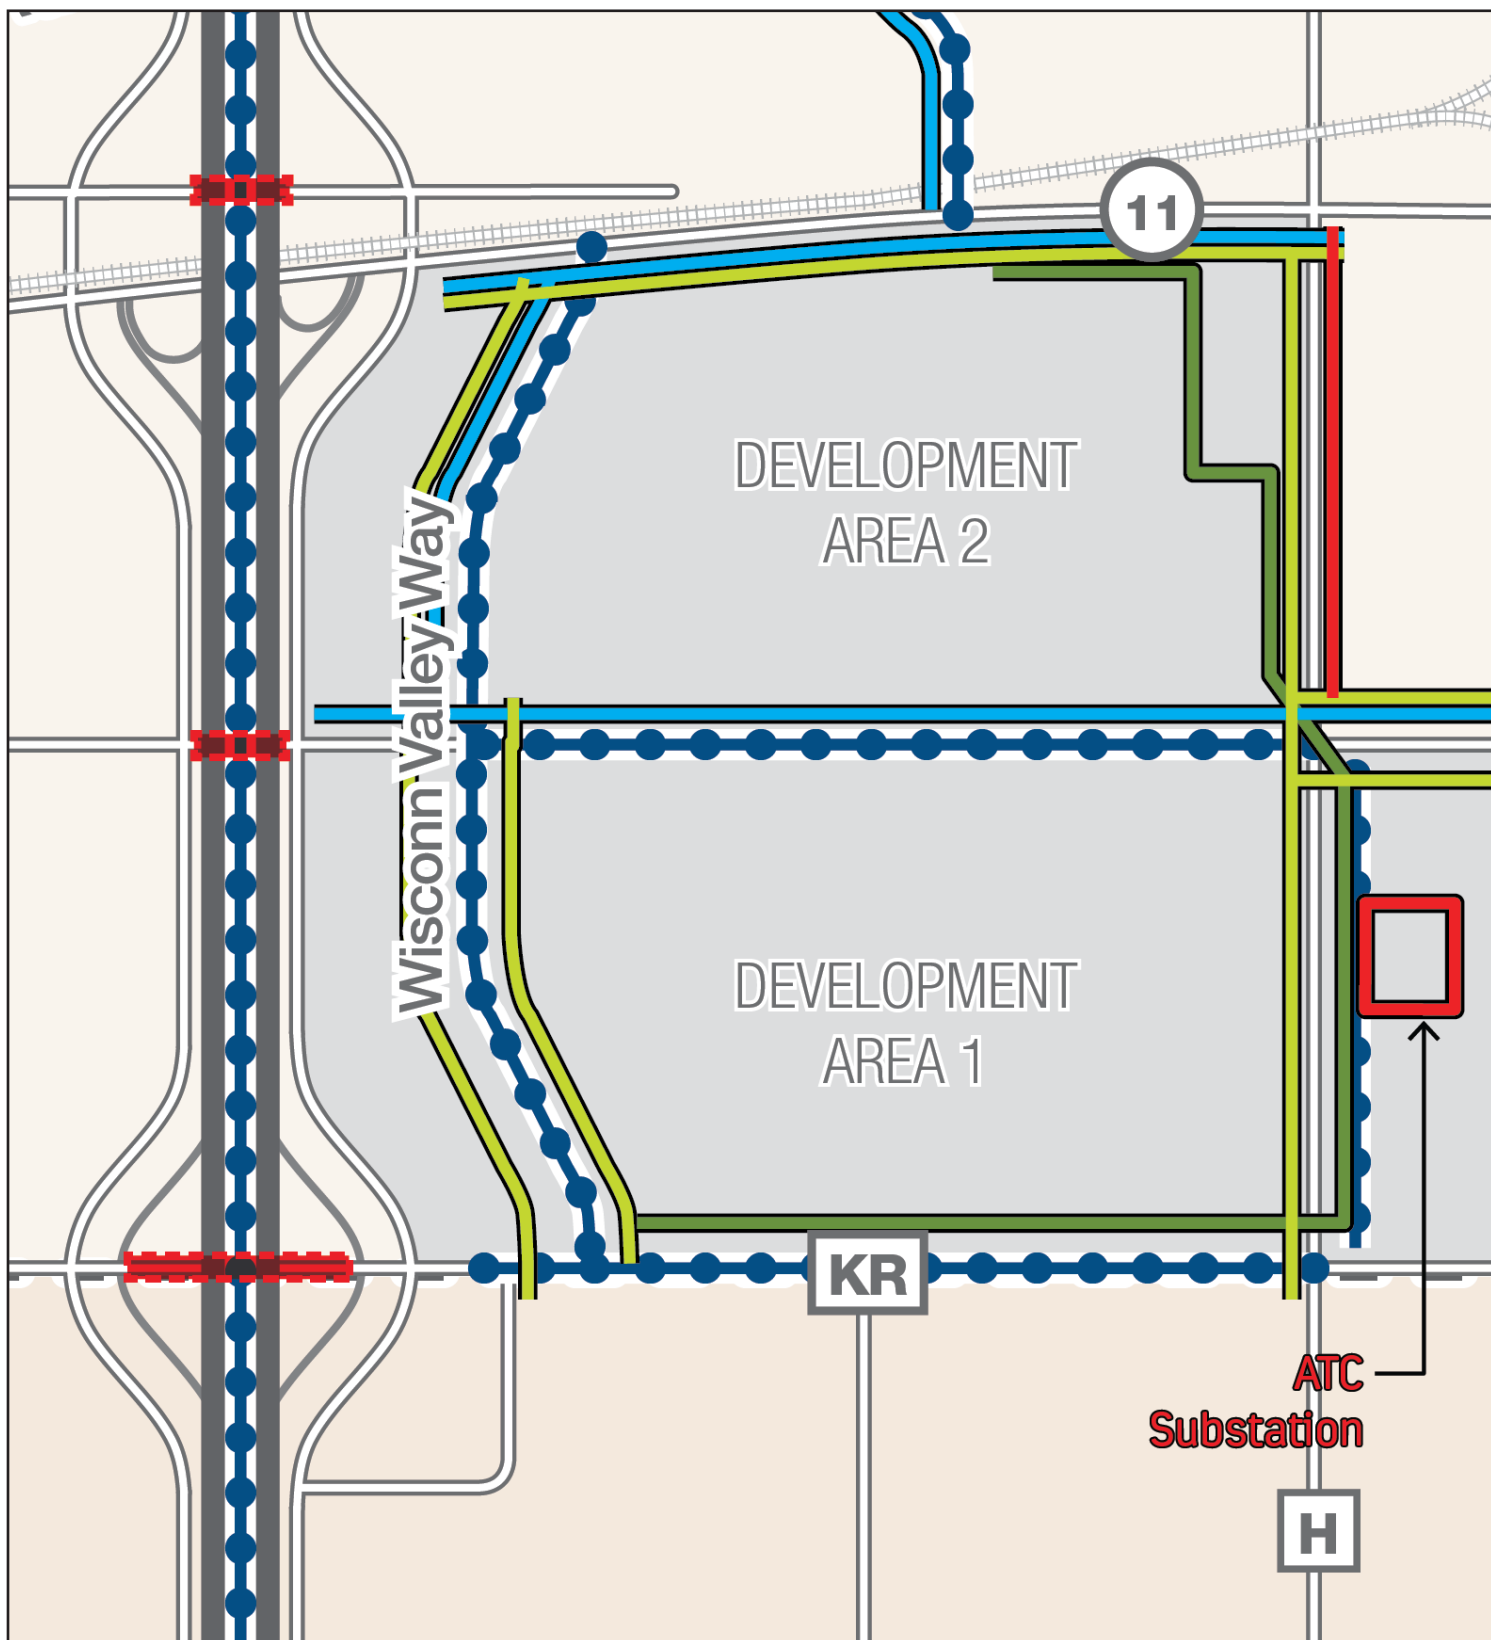 11
DEVELOPMENT
AREA 2
Wisconn Valley Way
DEVELOPMENT
AREA 1
KR
ATC
Substation
H